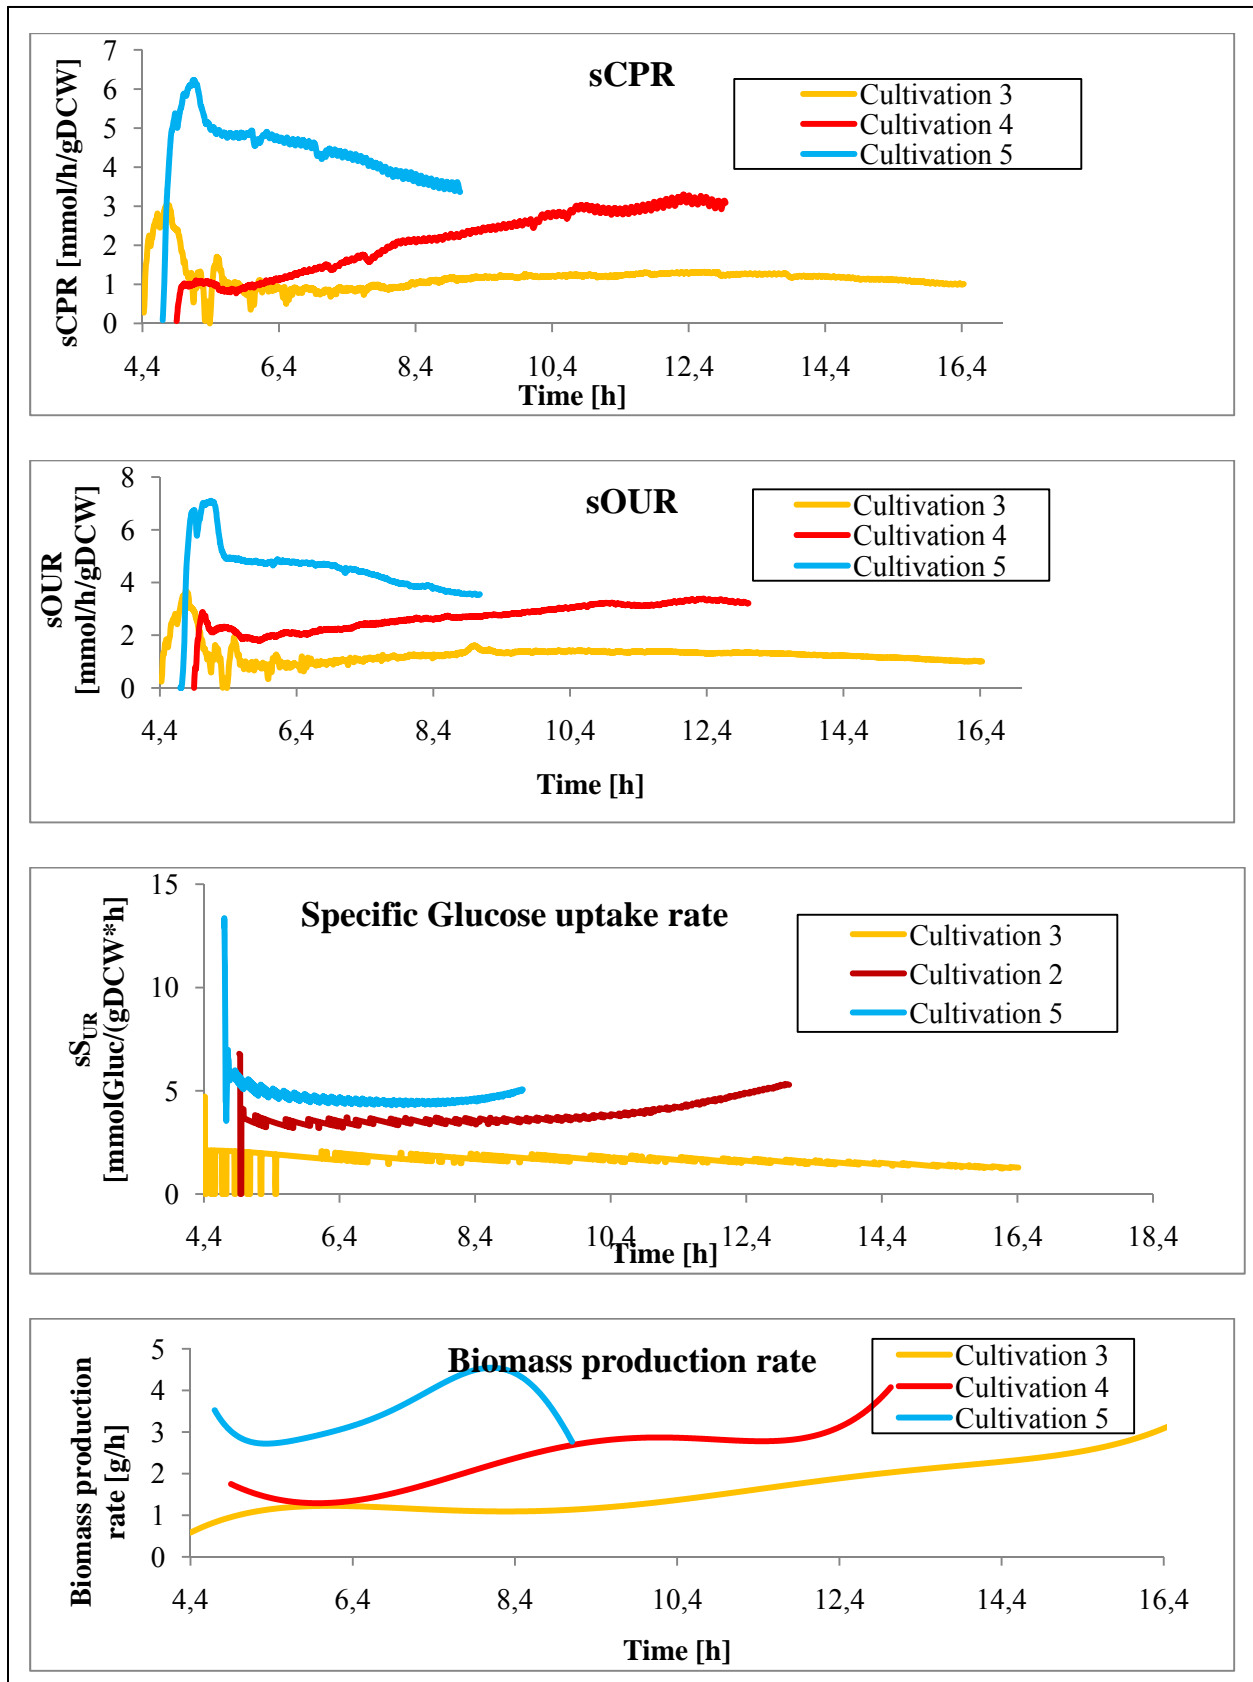 sCPR
sCPR [mmol/h/gDCW]
7
6
5
4
3
2
1
0
4,4 6,4 8,4 10,4 12,4 14,4 16,4
Time [h]
Cultivation 3
Cultivation 4
Cultivation 5
sOUR
sOUR
[mmol/h/gDCW]
8
6
4
2
0
4,4 6,4 8,4 10,4 12,4 14,4 16,4
Time [h]
Cultivation 3
Cultivation 4
Cultivation 5
Specific Glucose uptake rate
sSUR
[mmolGluc/(gDCW*h]
15
10
5
0
4,4 6,4 8,4 10,4 12,4 14,4 16,4 18,4
Time [h]
Cultivation 3
Cultivation 2
Cultivation 5
Biomass production rate
Biomass production
rate [g/h]
5
4
3
2
1
0
4,4 6,4 8,4 10,4 12,4 14,4 16,4
Time [h]
Cultivation 3
Cultivation 4
Cultivation 5